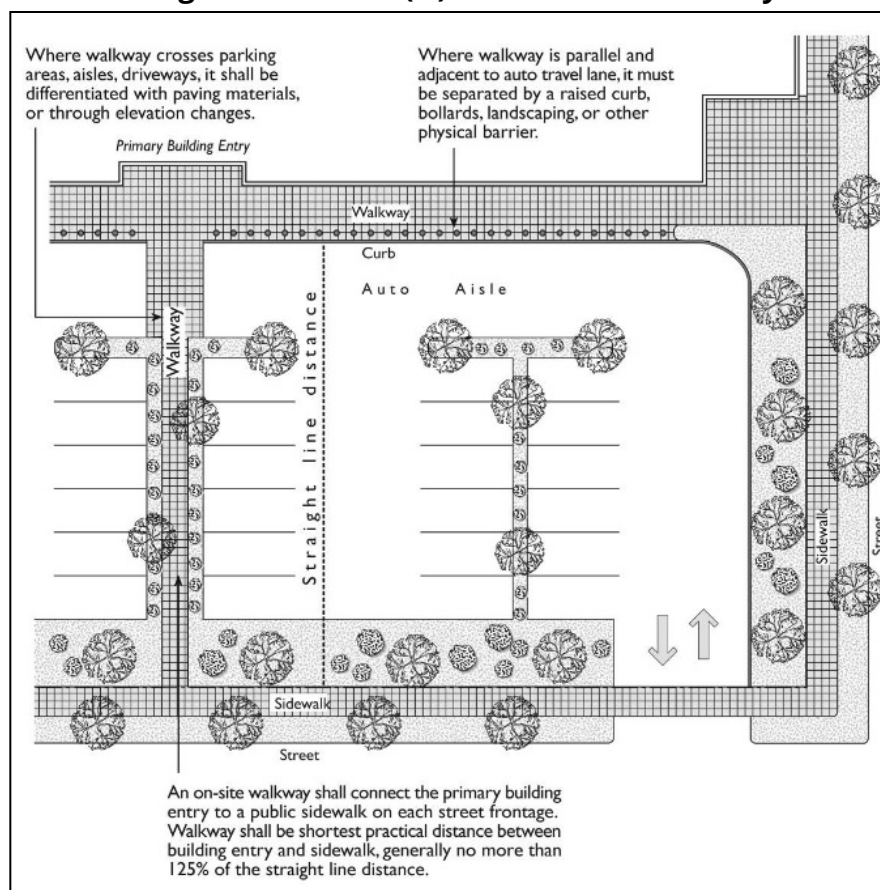 Where walkway crosses parking
areas, aisles, driveways, it shall be
differentiated with paving materials,
or through elevation changes.
Where walkway is parallel and
adjacent to auto travel lane, it must
be separated by a raised curb,
bollards, landscaping, or other
physical barrier.
Primary Building Entry
Walkway
Curb
Auto Aisle
Walkway
Straight line distance
Sidewalk
Street
Sidewalk
Street
An on-site walkway shall connect the primary building
entry to a public sidewalk on each street frontage.
Walkway shall be shortest practical distance between
building entry and sidewalk, generally no more than
125% of the straight line distance.